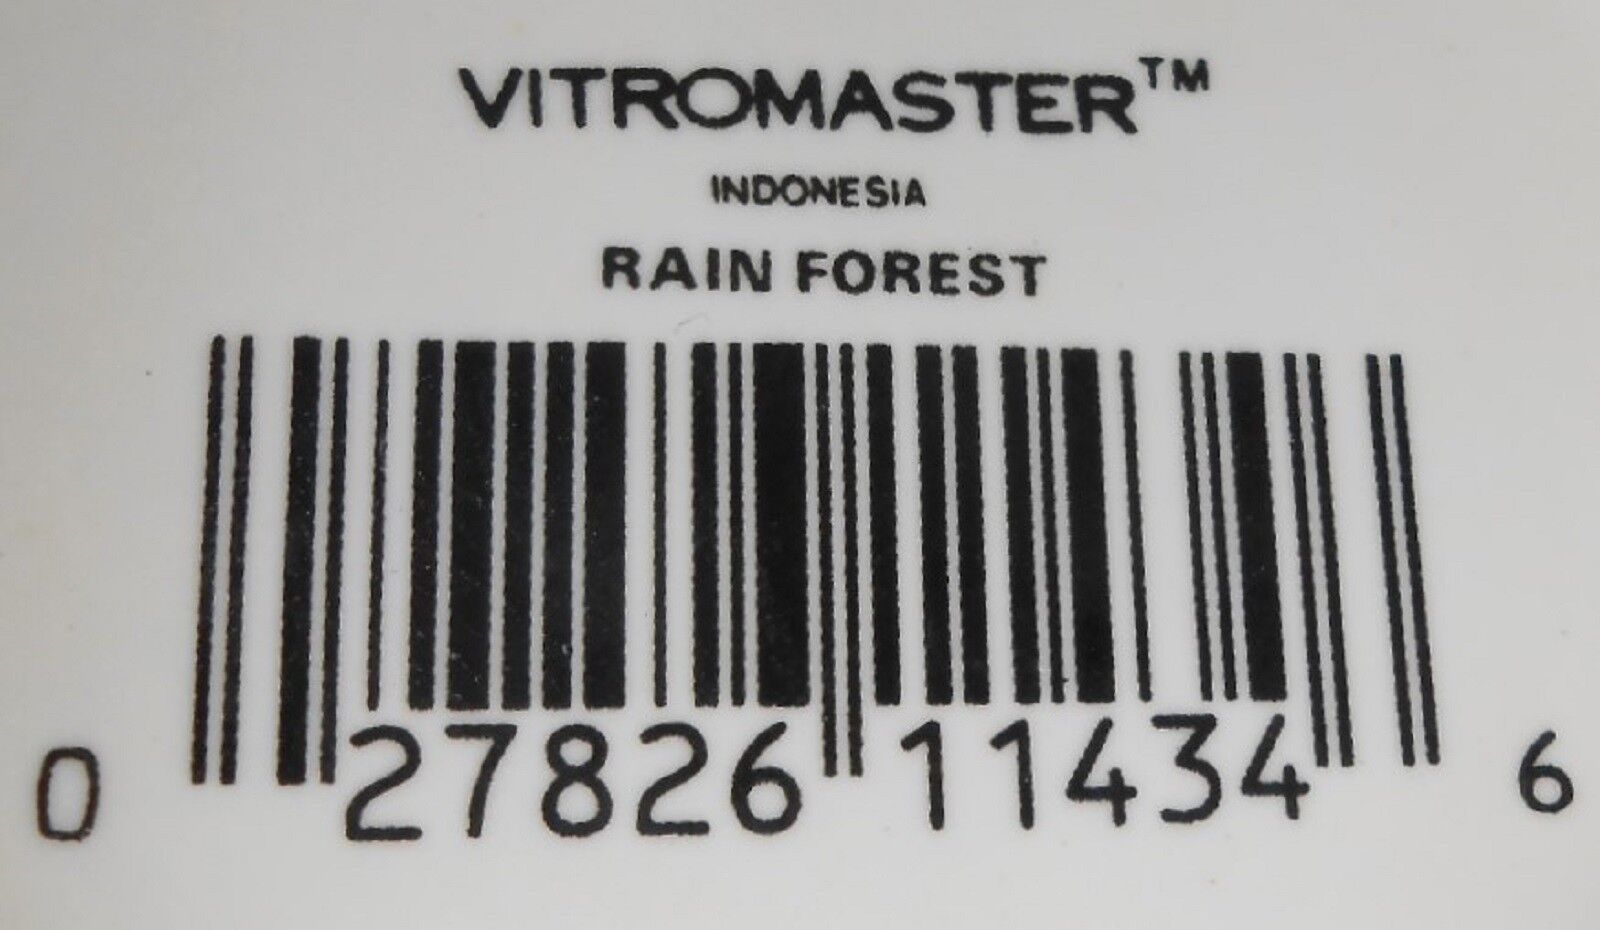 VITROMASTER™
INDONESIA
RAIN FOREST
0 27826 11434 6